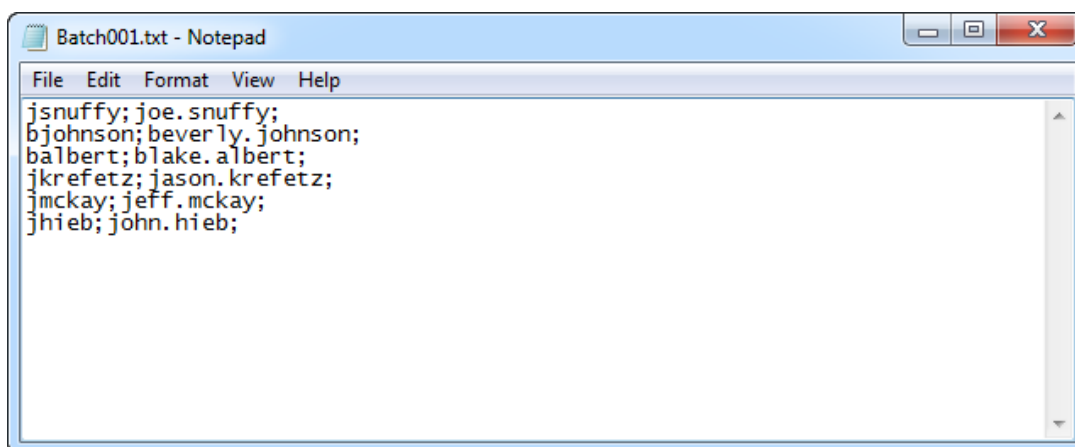 Batch001.txt - Notepad
File Edit Format View Help
jsnuffy;joe.snuffy;
bjohnson;beverly.johnson;
balbert;blake.albert;
jkrefetz;jason.krefetz;
jmckay;jeff.mckay;
jhieb;john.hieb;